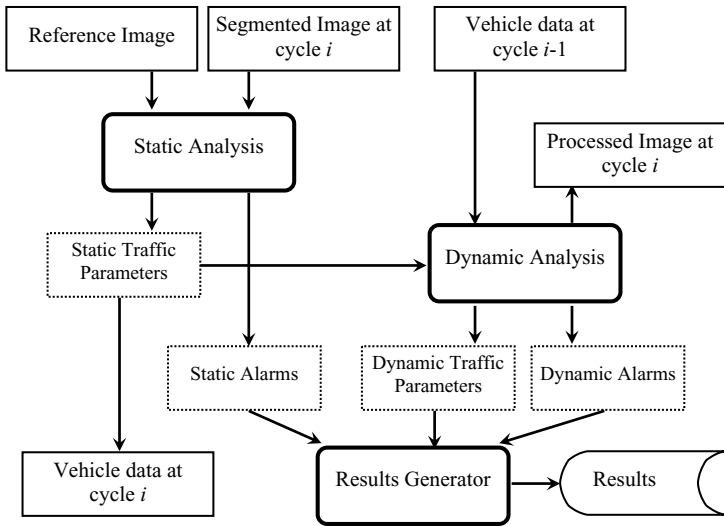 Reference Image
Segmented Image at
cycle i
Vehicle data at
cycle i-1
Static Analysis
Processed Image at
cycle i
Static Traffic
Parameters
Dynamic Analysis
Static Alarms
Dynamic Traffic
Parameters
Dynamic Alarms
Vehicle data at
cycle i
Results Generator
Results